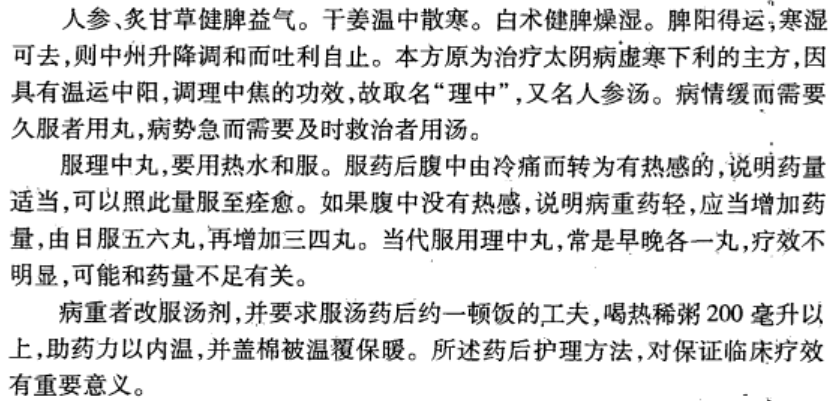 人参、炙甘草健脾益气。干姜温中散寒。白术健脾燥湿。脾阳得运,寒湿
可去,则中州升降调和而吐利自止。本方原为治疗太阴病虚寒下利的主方,因
具有温运中阳,调理中焦的功效,故取名“理中”,又名人参汤。病情缓而需要
久服者用丸,病势急而需要及时救治者用汤。
服理中丸,要用热水和服。服药后腹中由冷痛而转为有热感的,说明药量
适当,可以照此量服至痊愈。如果腹中没有热感,说明病重药轻,应当增加药
量,由日服五六丸,再增加三四丸。当代服用理中丸,常是早晚各一丸,疗效不
明显,可能和药量不足有关。
病重者改服汤剂,并要求服汤药后约一顿饭的工夫,喝热稀粥200毫升以
上,助药力以内温,并盖棉被温覆保暖。所述药后护理方法,对保证临床疗效
有重要意义。